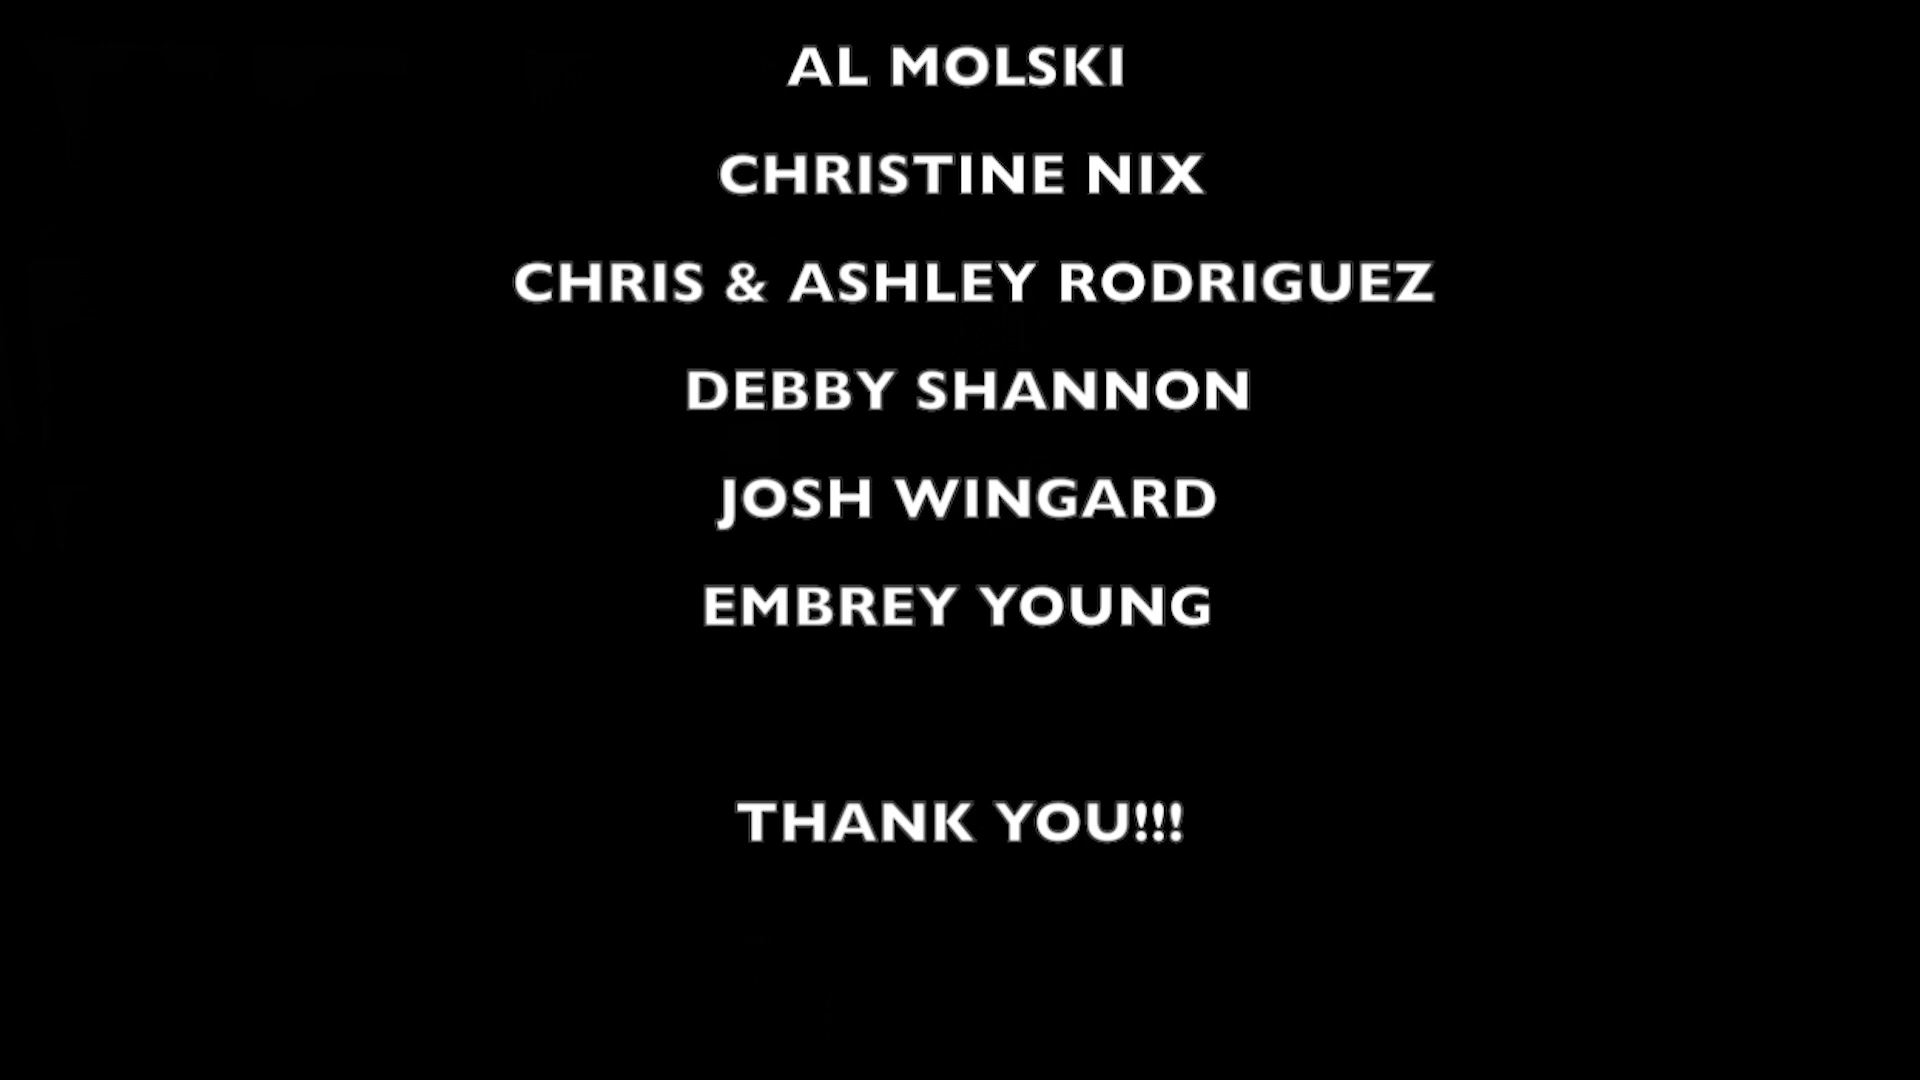 AL MOLSKI
CHRISTINE NIX
CHRIS & ASHLEY RODRIGUEZ
DEBBY SHANNON
JOSH WINGARD
EMBREY YOUNG
THANK YOU!!!